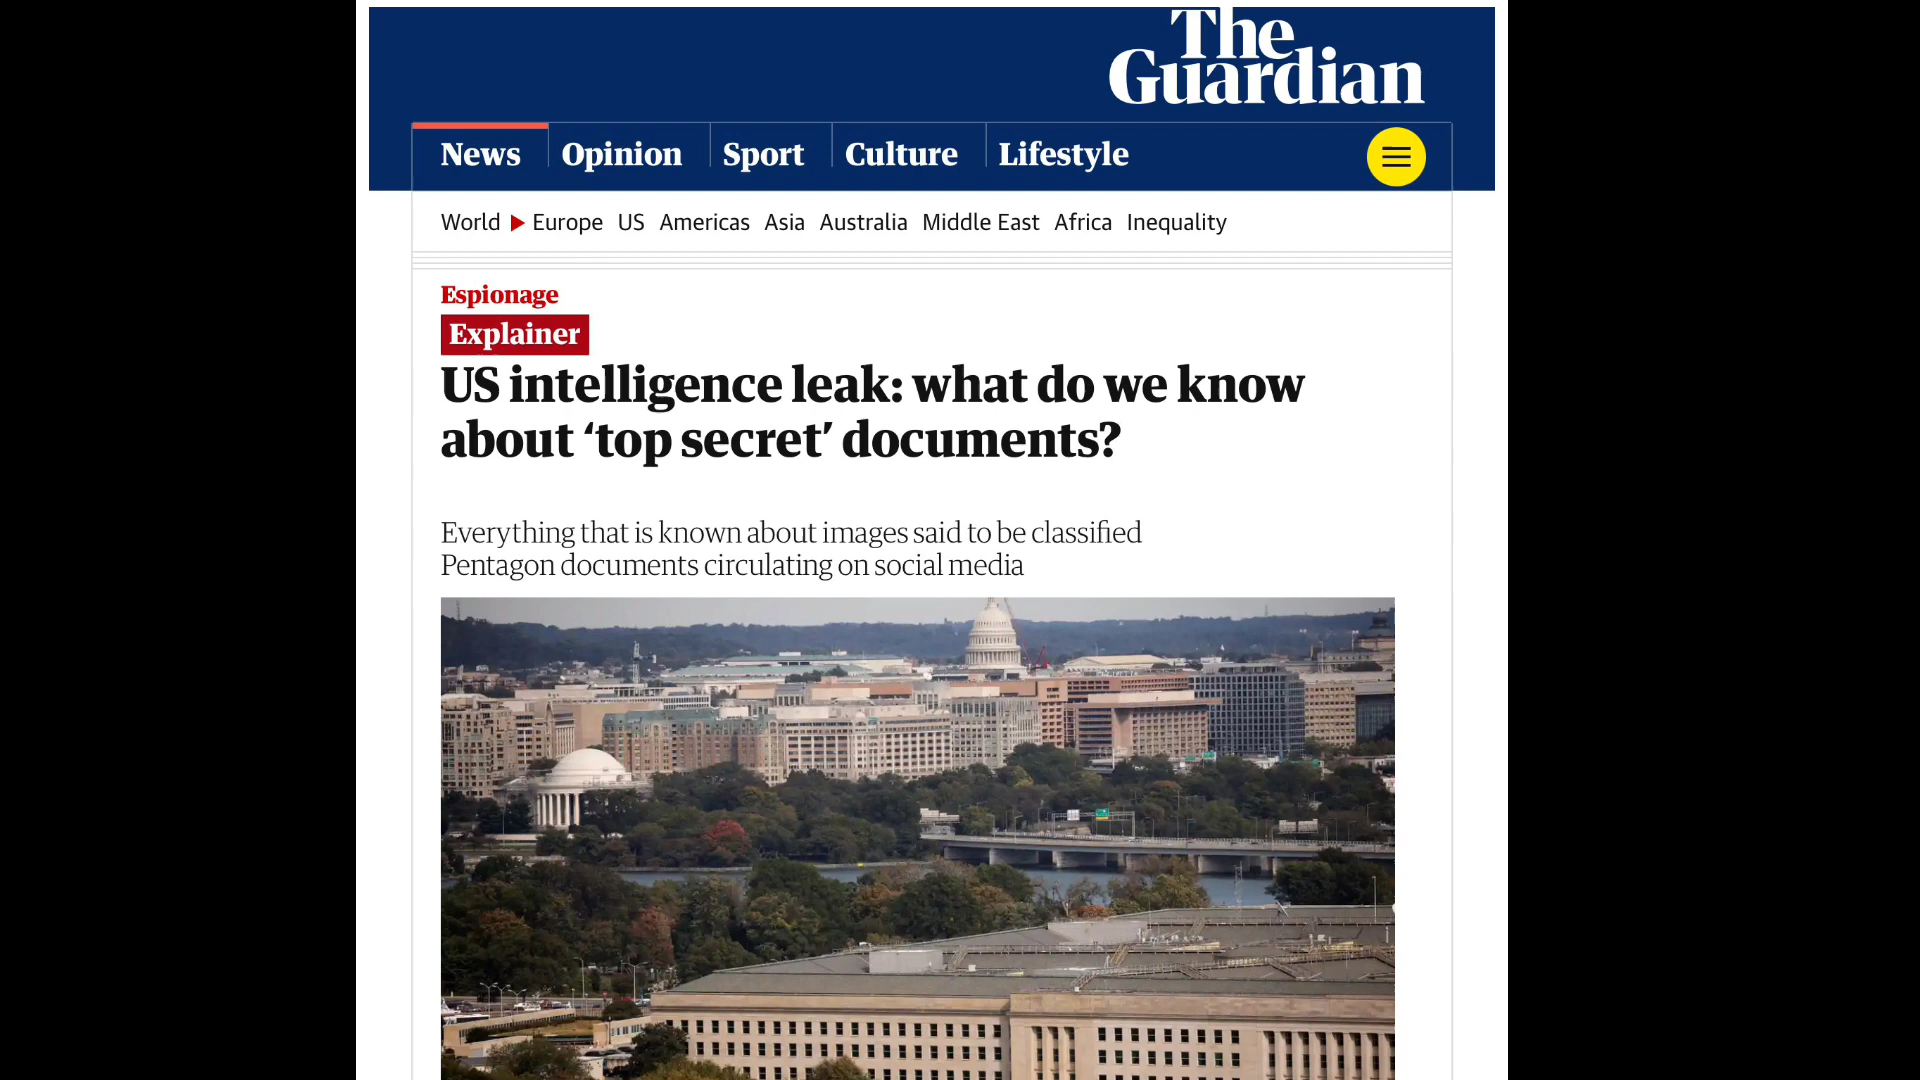 The
Guardian
News Opinion Sport Culture Lifestyle
World Europe US Americas Asia Australia Middle East Africa Inequality
Espionage
Explainer
US intelligence leak: what do we know
about ‘top secret’ documents?
Everything that is known about images said to be classified
Pentagon documents circulating on social media